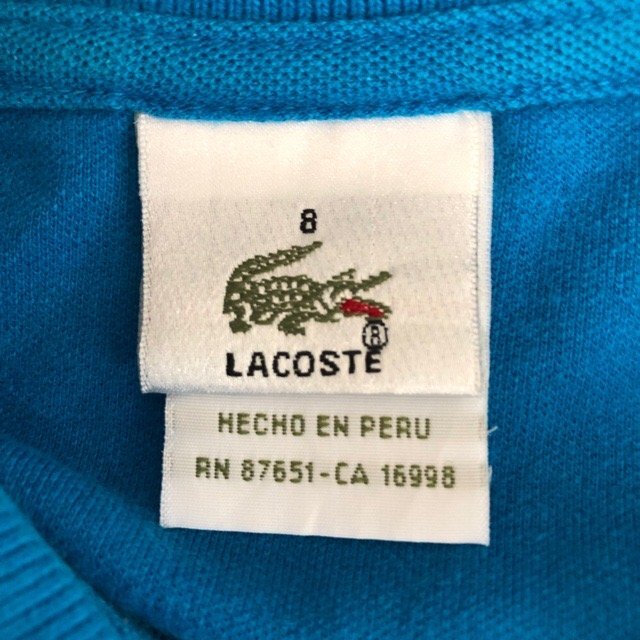 8
LACOSTE ®
HECHO EN PERU
RN 87651-CA 16998